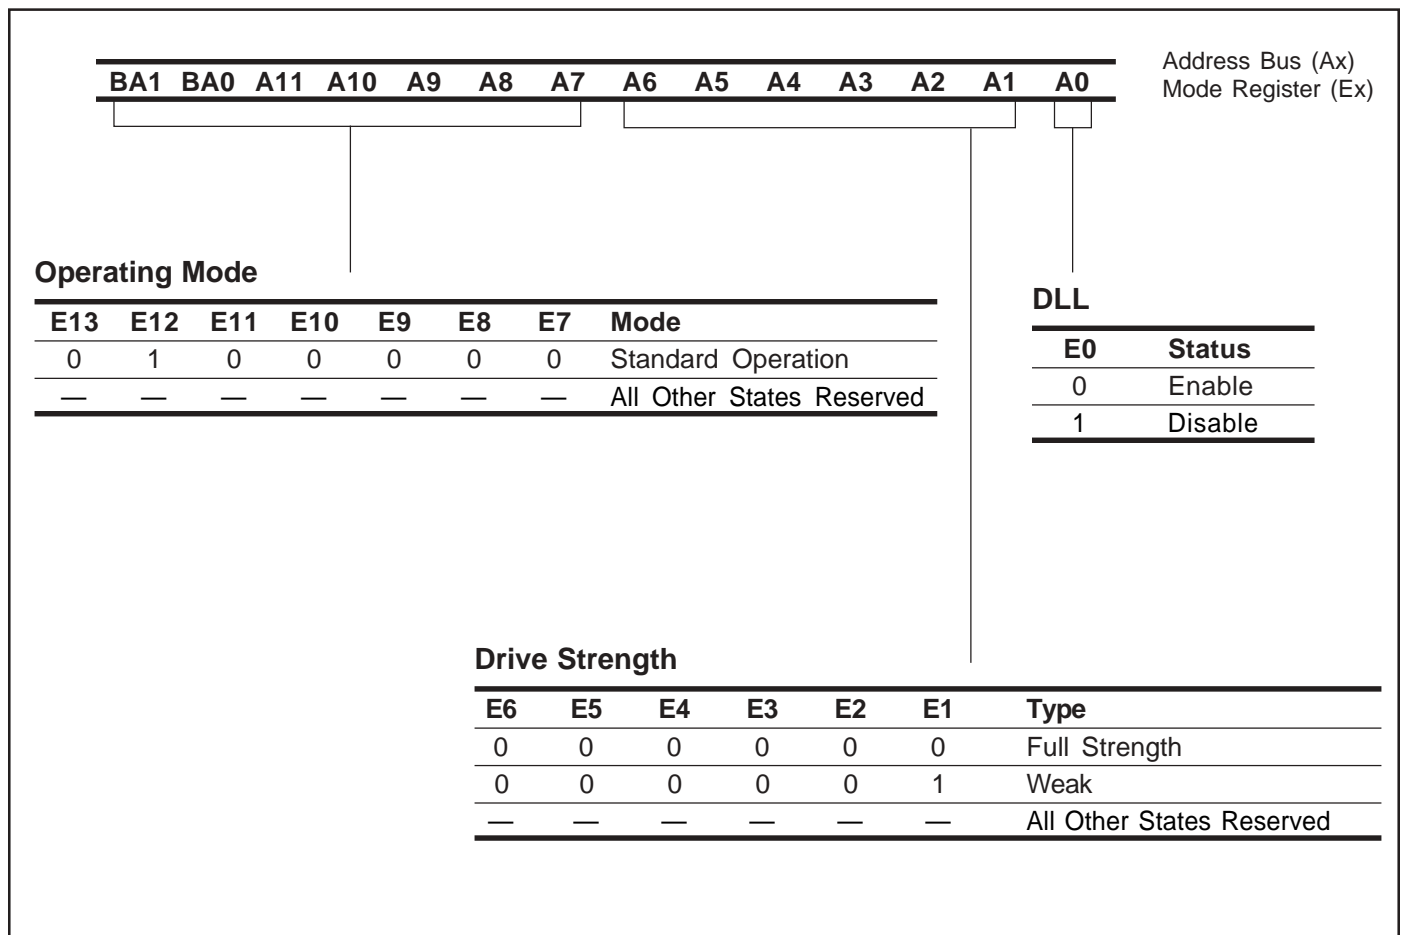 Address Bus (Ax)
Mode Register (Ex)
BA1 BA0 A11 A10 A9 A8 A7 A6 A5 A4 A3 A2 A1 A0
Operating Mode
E13 E12 E11 E10 E9 E8 E7 Mode
0 1 0 0 0 0 0 Standard Operation
— — — — — — — All Other States Reserved
DLL
E0 Status
0 Enable
1 Disable
Drive Strength
E6 E5 E4 E3 E2 E1 Type
0 0 0 0 0 0 Full Strength
0 0 0 0 0 1 Weak
— — — — — — All Other States Reserved